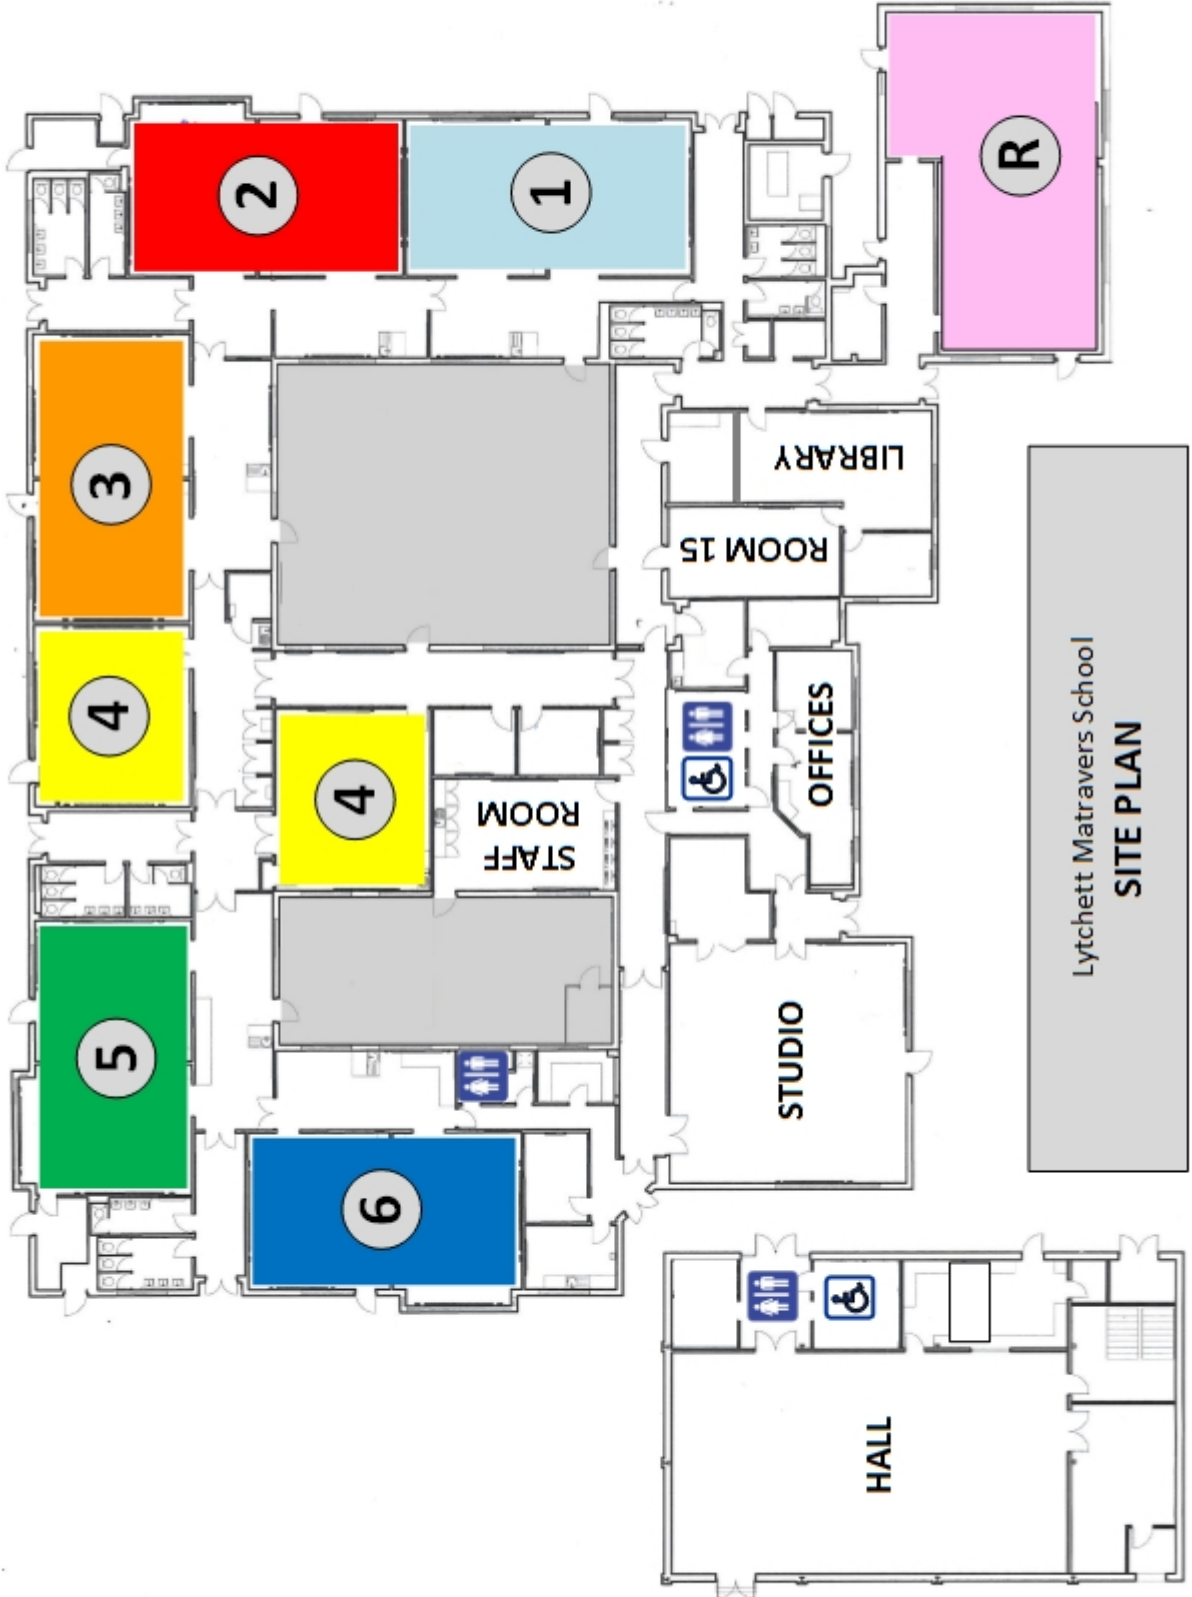 R
2
1
3
LIBRARY
ROOM 15
4
4
OFFICES
STAFF
ROOM
5
STUDIO
6
HALL
Lytchett Matravers School
SITE PLAN